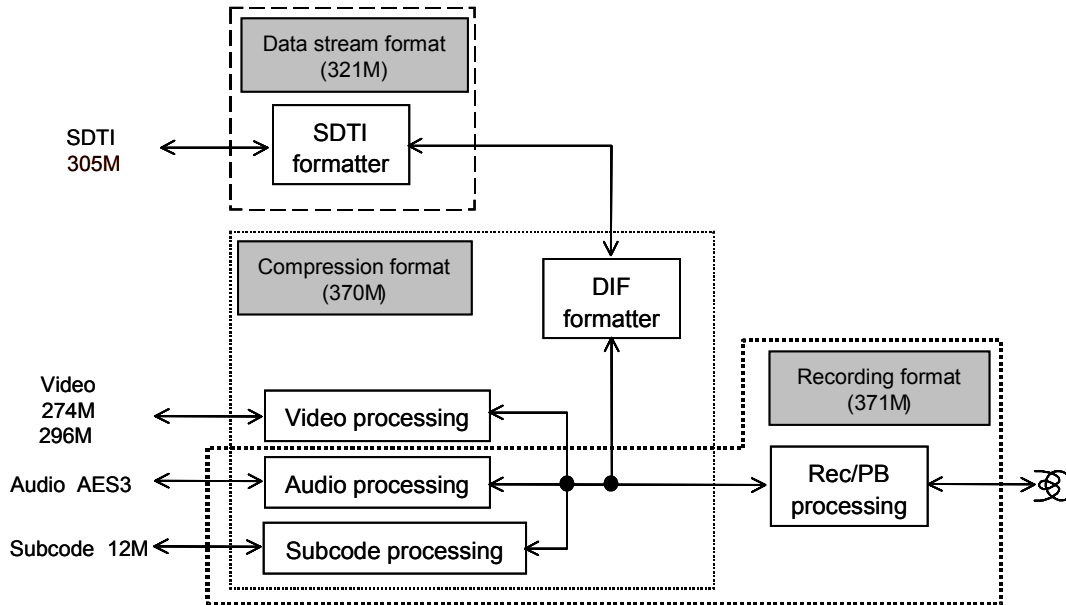 Data stream format
(321M)
SDTI
formatter
SDTI
305M
Compression format
(370M)
DIF
formatter
Recording format
(371M)
Video
274M
296M
Video processing
Audio AES3
Audio processing
Rec/PB
processing
Subcode 12M
Subcode processing